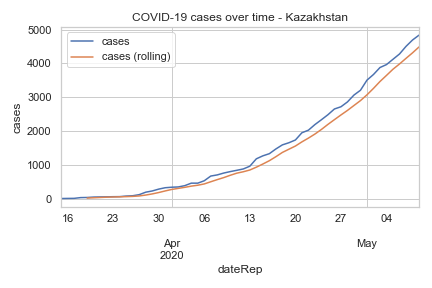 COVID-19 cases over time - Kazakhstan
cases
cases (rolling)
5000
4000
3000
2000
1000
0
cases
16 23 30 06 13 20 27 04
Apr May
2020
dateRep